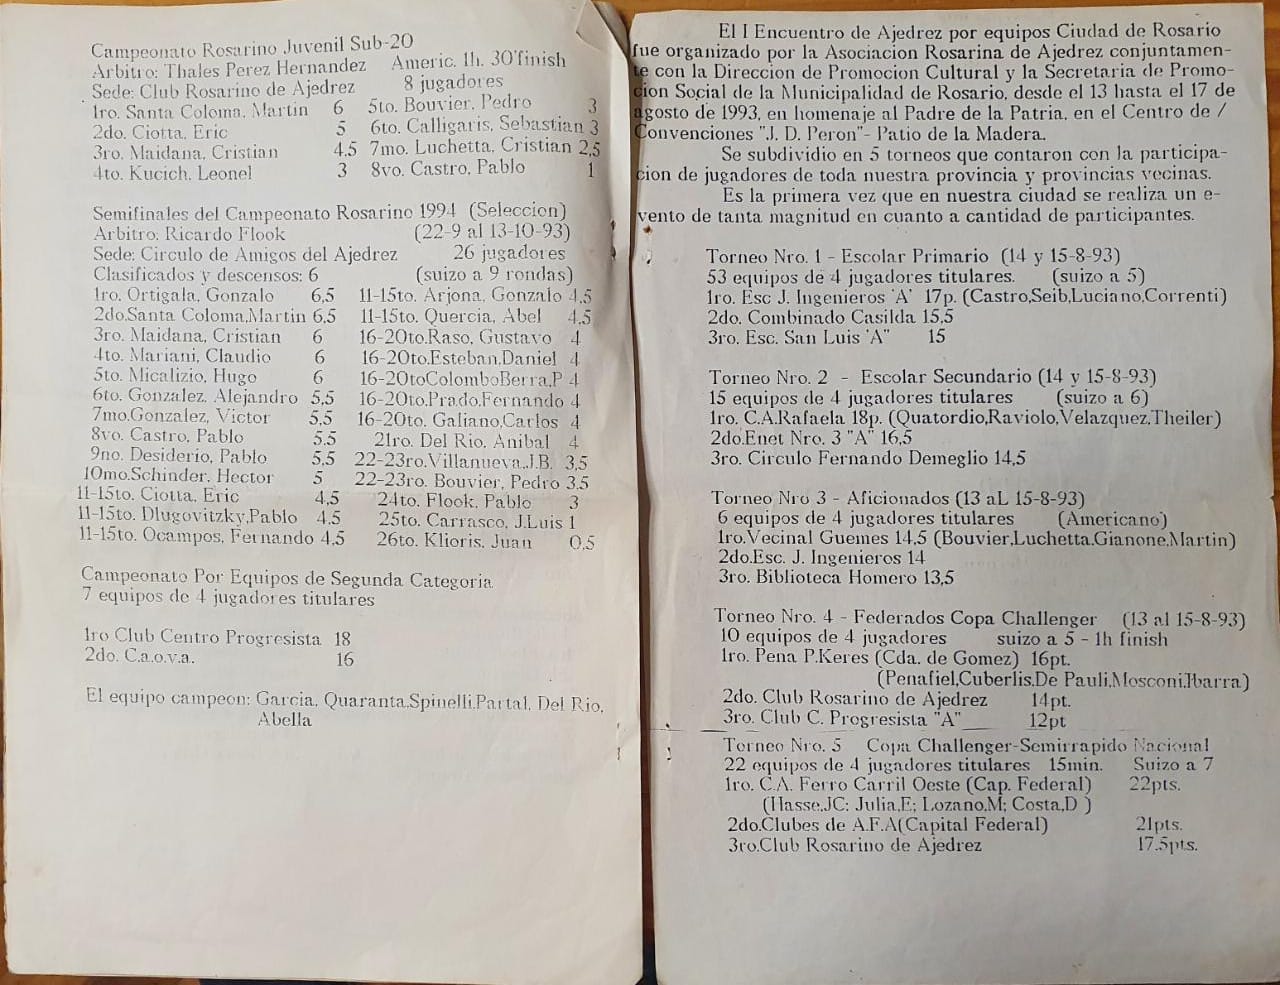 Campeonato Rosarino Juvenil Sub-20
Arbitro: Thales Perez Hernandez Americ. 1h. 30'finish
Sede: Club Rosarino de Ajedrez 8 jugadores
1ro. Santa Coloma, Martin 6 5to. Bouvier, Pedro 3
2do. Ciotta, Eric 5 6to. Calligaris, Sebastian 3
3ro. Maidana, Cristian 4.5 7mo. Luchetta, Cristian 2,5
4to. Kucich, Leonel 3 8vo. Castro, Pablo 1
Semifinales del Campeonato Rosarino 1994 (Seleccion)
Arbitro: Ricardo Flook (22-9 al 13-10-93)
Sede: Circulo de Amigos del Ajedrez 26 jugadores
Clasificados y descensos: 6 (suizo a 9 rondas)
1ro. Ortigala, Gonzalo 6,5 11-15to. Arjona, Gonzalo 4,5
2do.Santa Coloma,Martin 6,5 11-15to. Quercia, Abel 4,5
3ro. Maidana, Cristian 6 16-20to.Raso, Gustavo 4
4to. Mariani, Claudio 6 16-20to.Esteban,Daniel 4
5to. Micalizio, Hugo 6 16-20toColomboBerra,P 4
6to. Gonzalez, Alejandro 5,5 16-20to.Prado,Fernando 4
7mo.Gonzalez, Victor 5,5 16-20to. Galiano,Carlos 4
8vo. Castro, Pablo 5,5 21ro. Del Rio, Anibal 4
9no. Desiderio, Pablo 5,5 22-23ro.Villanueva,J.B. 3,5
10mo.Schinder, Hector 5 22-23ro. Bouvier, Pedro 3,5
11-15to. Ciotta, Eric 4,5 24to. Flook, Pablo 3
11-15to. Dlugovitzky,Pablo 4,5 25to. Carrasco, J.Luis 1
11-15to. Ocampos, Fernando 4,5 26to. Klioris, Juan 0,5
Campeonato Por Equipos de Segunda Categoria
7 equipos de 4 jugadores titulares
1ro Club Centro Progresista 18
2do. C.a.o.v.a. 16
El equipo campeon: Garcia, Quaranta,Spinelli,Partal, Del Rio,
Abella
El I Encuentro de Ajedrez por equipos Ciudad de Rosario
fue organizado por la Asociacion Rosarina de Ajedrez conjuntamen-
te con la Direccion de Promocion Cultural y la Secretaria de Promo-
cion Social de la Municipalidad de Rosario, desde el 13 hasta el 17 de
agosto de 1993, en homenaje al Padre de la Patria, en el Centro de /
Convenciones "J. D. Peron"- Patio de la Madera.
Se subdividio en 5 torneos que contaron con la participa-
cion de jugadores de toda nuestra provincia y provincias vecinas.
Es la primera vez que en nuestra ciudad se realiza un e-
vento de tanta magnitud en cuanto a cantidad de participantes.
Torneo Nro. 1 - Escolar Primario (14 y 15-8-93)
53 equipos de 4 jugadores titulares. (suizo a 5)
1ro. Esc J. Ingenieros 'A' 17p. (Castro,Seib,Luciano,Correnti)
2do. Combinado Casilda 15,5
3ro. Esc. San Luis "A" 15
Torneo Nro. 2 - Escolar Secundario (14 y 15-8-93)
15 equipos de 4 jugadores titulares (suizo a 6)
1ro. C.A.Rafaela 18p. (Quatordio,Raviolo,Velazquez,Theiler)
2do.Enet Nro. 3 "A" 16,5
3ro. Circulo Fernando Demeglio 14,5
Torneo Nro 3 - Aficionados (13 aL 15-8-93)
6 equipos de 4 jugadores titulares (Americano)
1ro.Vecinal Guemes 14,5 (Bouvier,Luchetta,Gianone,Martin)
2do.Esc. J. Ingenieros 14
3ro. Biblioteca Homero 13,5
Torneo Nro. 4 - Federados Copa Challenger (13 al 15-8-93)
10 equipos de 4 jugadores suizo a 5 - 1h finish
1ro. Pena P.Keres (Cda. de Gomez) 16pt.
(Penafiel,Cuberlis,De Pauli,Mosconi,Ibarra)
2do. Club Rosarino de Ajedrez 14pt.
3ro. Club C. Progresista "A" 12pt
Torneo Nro. 5 Copa Challenger-Semirrapido Nacional
22 equipos de 4 jugadores titulares 15min. Suizo a 7
1ro. C.A. Ferro Carril Oeste (Cap. Federal) 22pts.
(Hasse,JC; Julia,E; Lozano,M; Costa,D )
2do.Clubes de A.F.A(Capital Federal) 21pts.
3ro.Club Rosarino de Ajedrez 17.5pts.